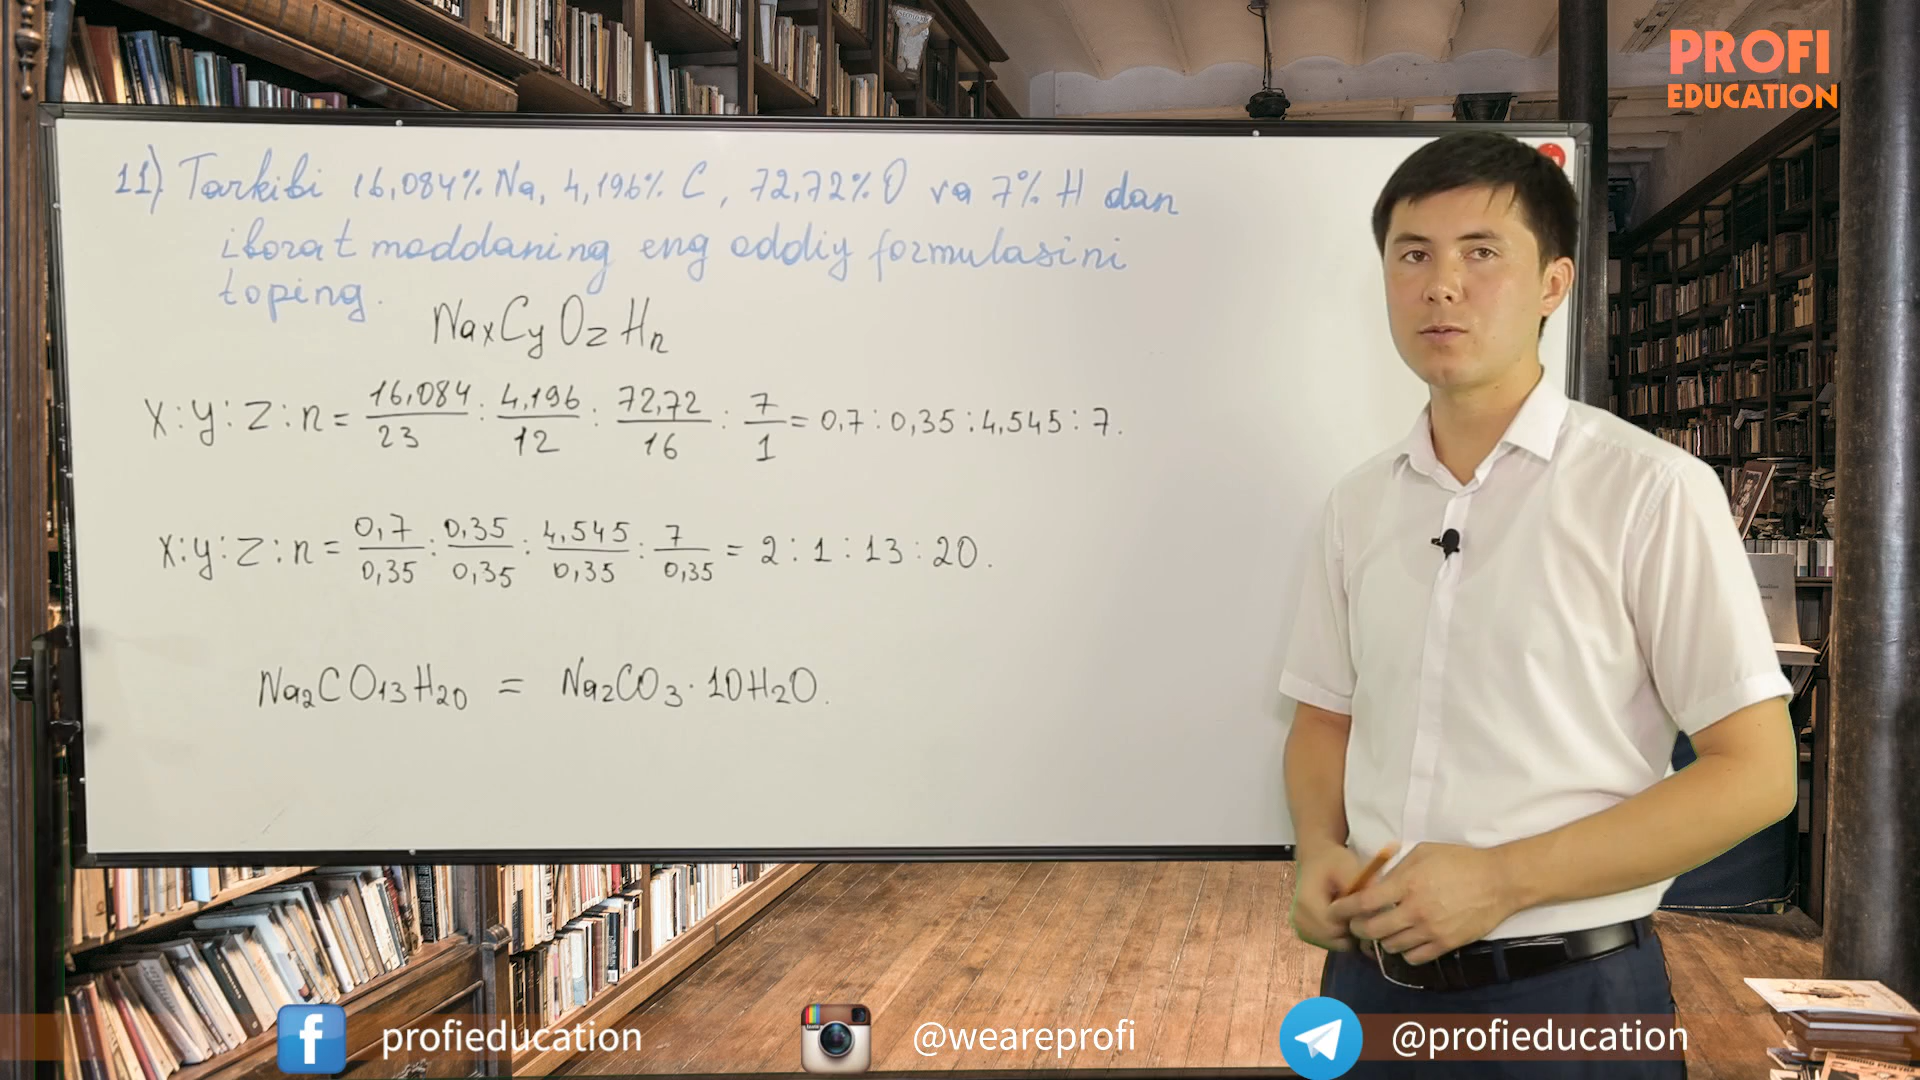 PROFI
EDUCATION
11) Tarkibi 16,084% Na, 4,196% C, 72,72% O va 7% H dan
iborat moddaning eng oddiy formulasini
toping.
NaxCyOzHn
X:y:z:n = 16,084/23 : 4,196/12 : 72,72/16 : 7/1 = 0,7:0,35:4,545:7.
X:y:z:n = 0,7/0,35 : 0,35/0,35 : 4,545/0,35 : 7/0,35 = 2:1:13:20.
Na₂CO₁₃H₂₀ = Na₂CO₃·10H₂O.
profieducation
@weareprofi
@profieducation